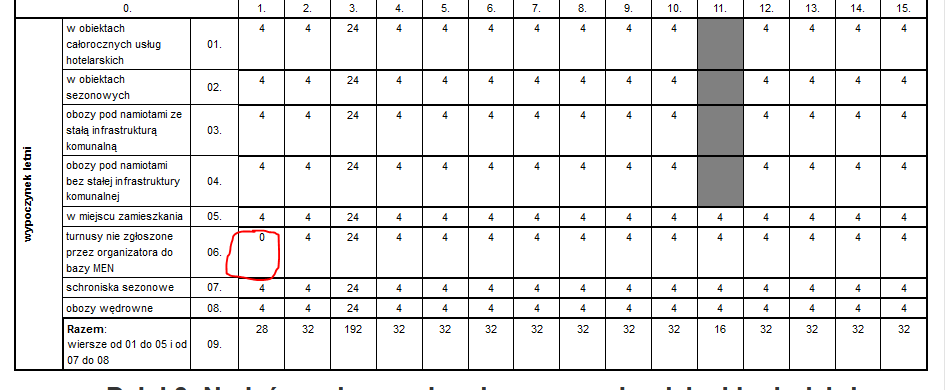 0. 1. 2. 3. 4. 5. 6. 7. 8. 9. 10. 11. 12. 13. 14. 15.
wypoczynek letni
w obiektach
całorocznych usług
hotelarskich
01. 4 4 24 4 4 4 4 4 4 4 4 4 4 4
w obiektach
sezonowych
02. 4 4 24 4 4 4 4 4 4 4 4 4 4 4
obozy pod namiotami ze
stałą infrastrukturą
komunalną
03. 4 4 24 4 4 4 4 4 4 4 4 4 4 4
obozy pod namiotami
bez stałej infrastruktury
komunalnej
04. 4 4 24 4 4 4 4 4 4 4 4 4 4 4
w miejscu zamieszkania 05. 4 4 24 4 4 4 4 4 4 4 4 4 4 4 4
turnusy nie zgłoszone
przez organizatora do
bazy MEN
06. 0 4 24 4 4 4 4 4 4 4 4 4 4 4 4
schroniska sezonowe 07. 4 4 24 4 4 4 4 4 4 4 4 4 4 4 4
obozy wędrowne 08. 4 4 24 4 4 4 4 4 4 4 4 4 4 4 4
Razem:
wiersze od 01 do 05 i od
07 do 08
09. 28 32 192 32 32 32 32 32 32 32 16 32 32 32 32